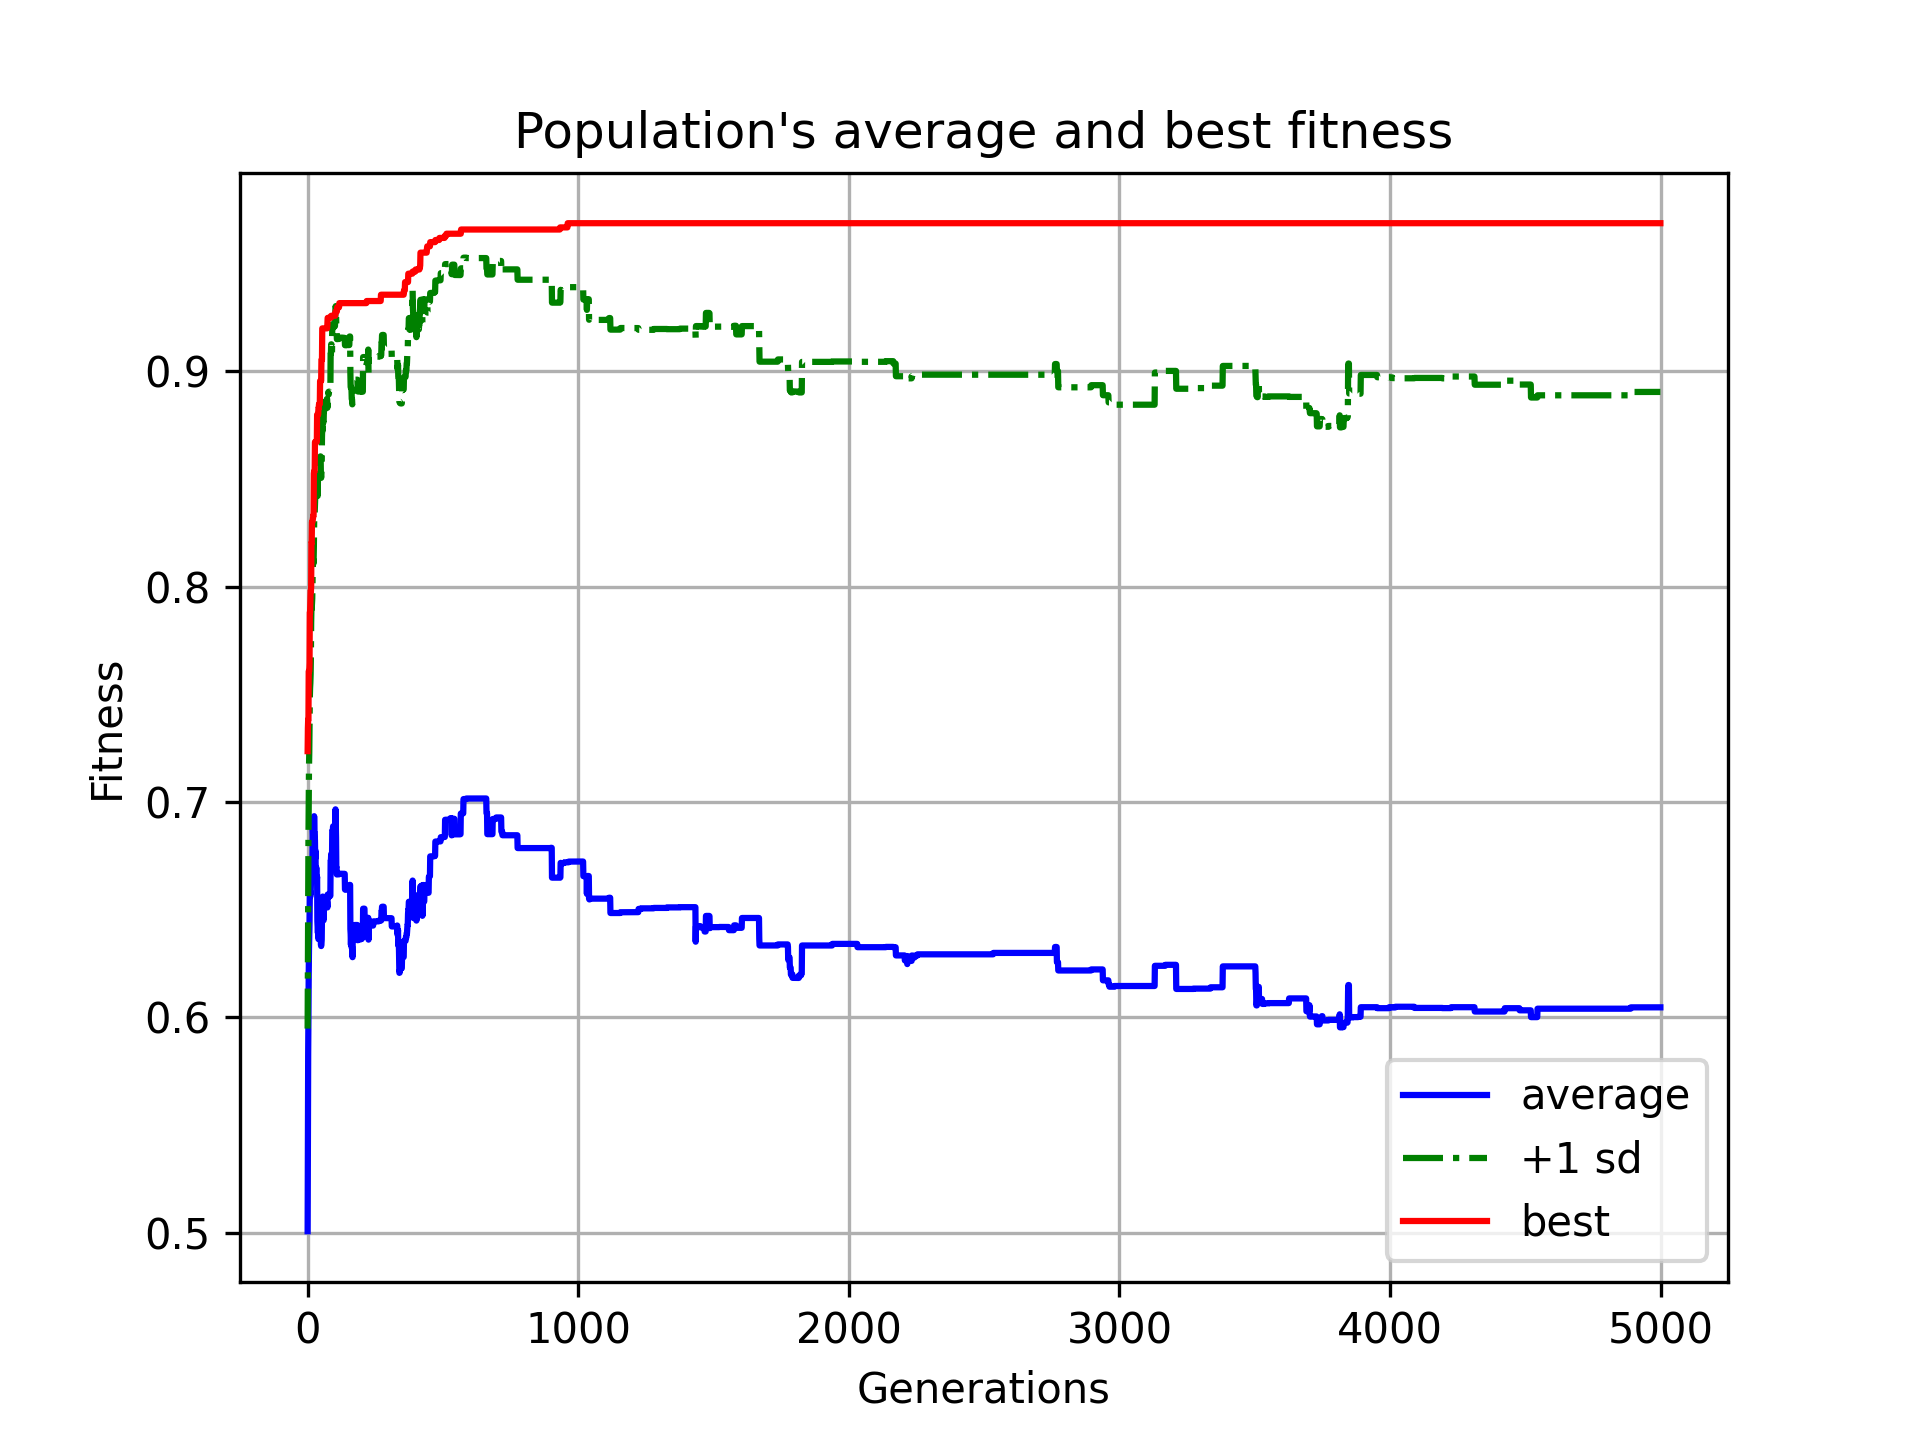 Population's average and best fitness
Fitness
0.9
0.8
0.7
0.6
0.5
0
1000
2000
3000
4000
5000
Generations
average
+1 sd
best